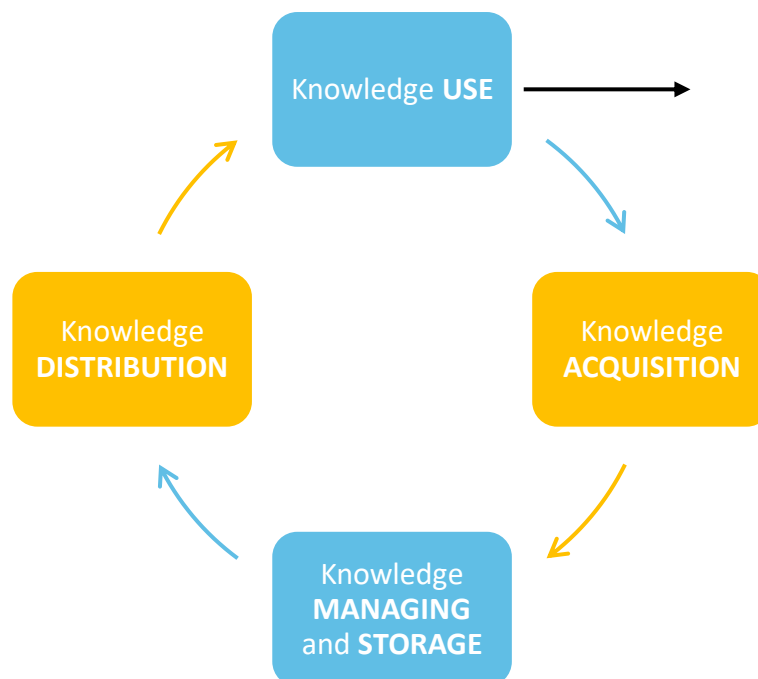 Knowledge USE
Knowledge
DISTRIBUTION
Knowledge
ACQUISITION
Knowledge
MANAGING
and STORAGE